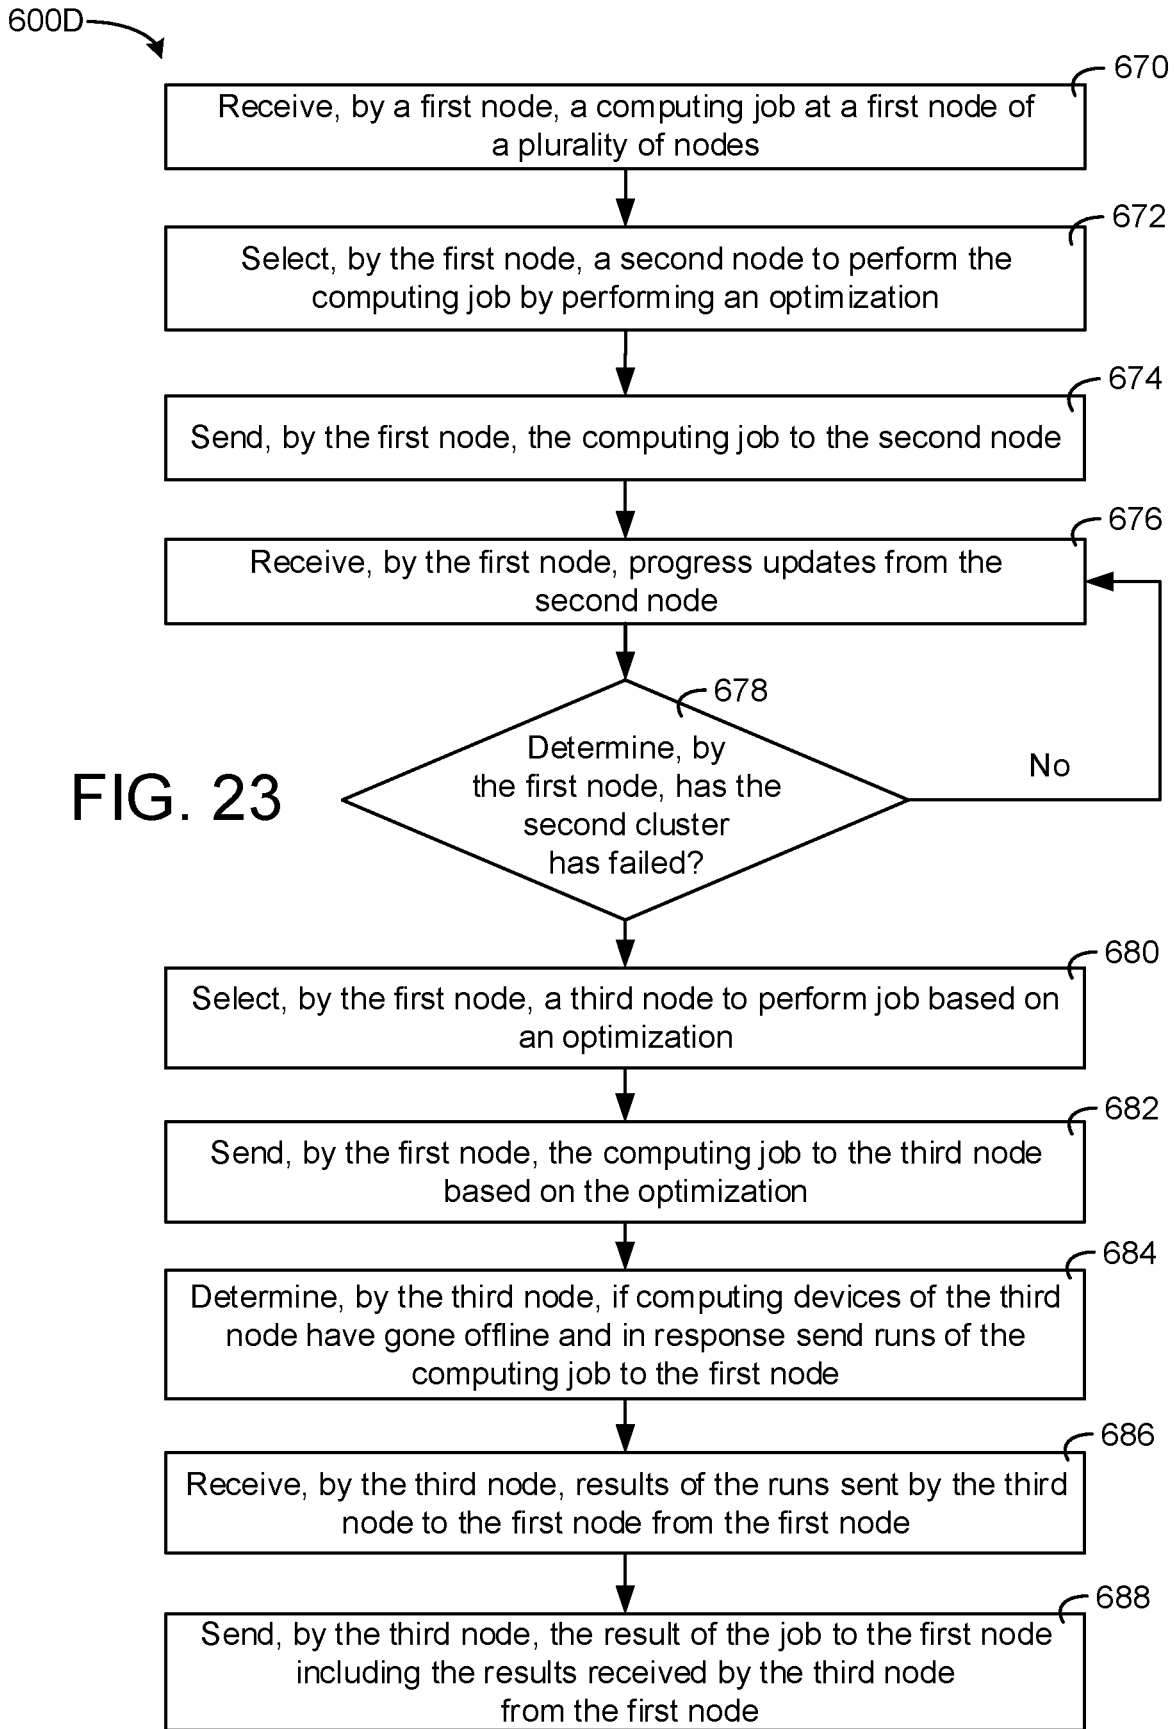 600D
670
Receive, by a first node, a computing job at a first node of
a plurality of nodes
672
Select, by the first node, a second node to perform the
computing job by performing an optimization
674
Send, by the first node, the computing job to the second node
676
Receive, by the first node, progress updates from the
second node
678
Determine, by
the first node, has the
second cluster
has failed?
No
FIG. 23
680
Select, by the first node, a third node to perform job based on
an optimization
682
Send, by the first node, the computing job to the third node
based on the optimization
684
Determine, by the third node, if computing devices of the third
node have gone offline and in response send runs of the
computing job to the first node
686
Receive, by the third node, results of the runs sent by the third
node to the first node from the first node
688
Send, by the third node, the result of the job to the first node
including the results received by the third node
from the first node